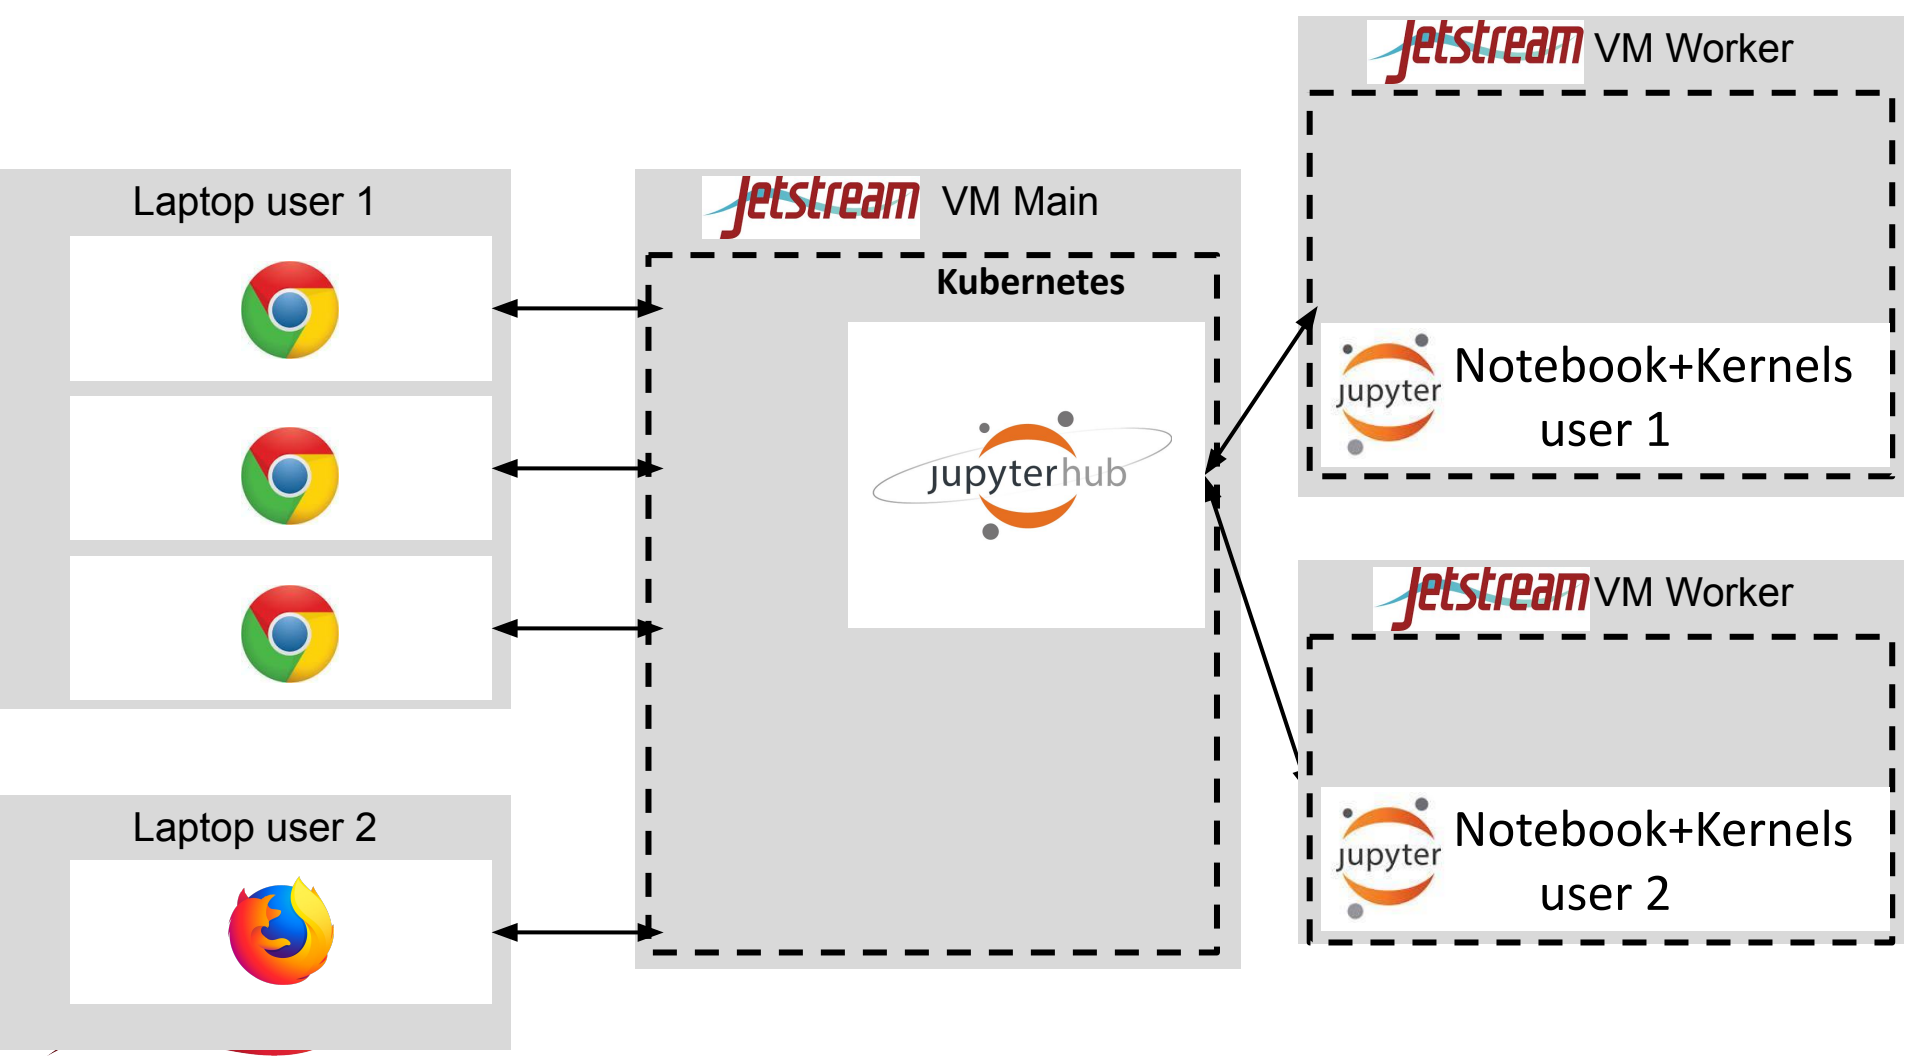 Laptop user 1
Laptop user 2
Jetstream VM Main
Kubernetes
jupyterhub
Jetstream VM Worker
jupyter Notebook+Kernels
user 1
Jetstream VM Worker
jupyter Notebook+Kernels
user 2